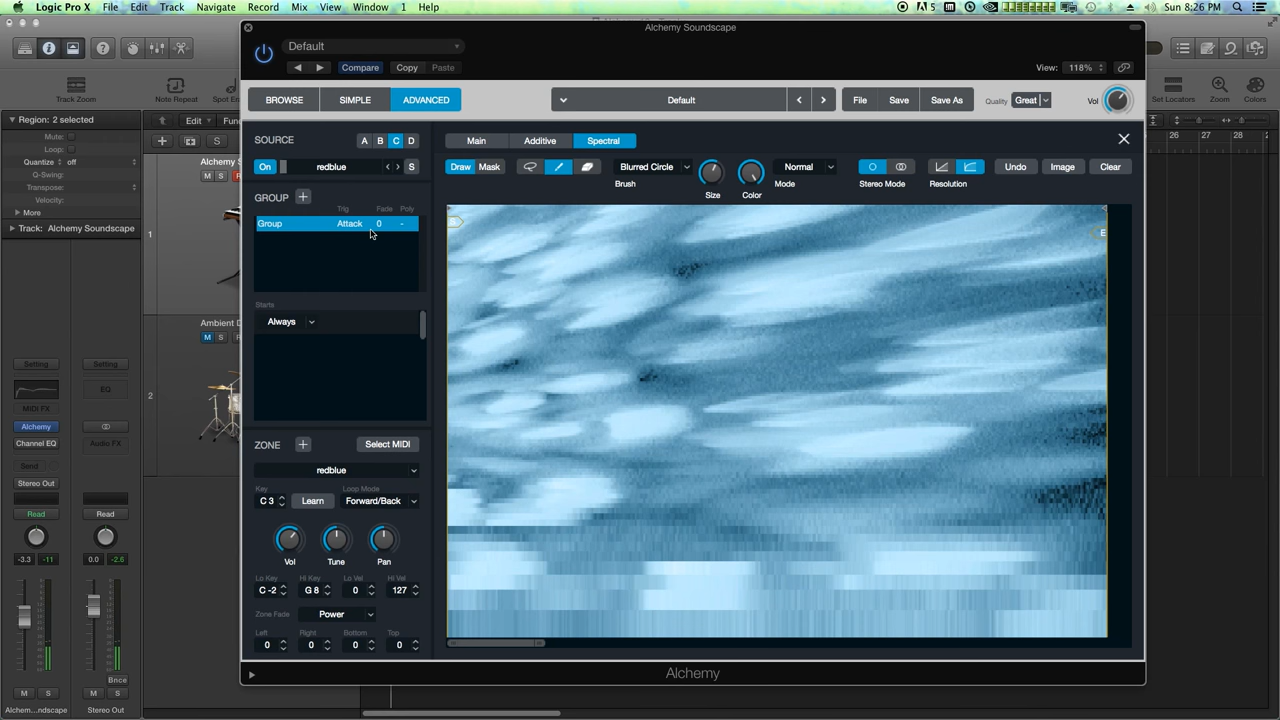 Logic Pro X File Edit Track Navigate Record Mix View Window 1 Help
5 Sun 8:26 PM
Alchemy Soundscape
Default
Compare Copy Paste View: 118%
Track Zoom Note Repeat Set Locators Zoom Colors
BROWSE SIMPLE ADVANCED Default File Save Save As Quality Great Vol
Region: 2 selected Edit
Mute:
Loop:
Quantize off
Q-Swing:
Transpose:
Velocity:
More
Track: Alchemy Soundscape
26 27 28
SOURCE A B C D Main Additive Spectral
On redblue S
Draw Mask Blurred Circle Normal Undo Image Clear
Brush Size Color Mode Stereo Mode Resolution
GROUP
Trig Fade Poly
Group Attack 0 -
E
1
M S R
Starts
Always
M S
2
Setting Setting
EQ
MIDI FX
Alchemy
Channel EQ Audio FX
Send
Stereo Out
Read Read
-3.3 -11 0.0 -2.6
ZONE Select MIDI
redblue
Key Loop Mode
C 3 Learn Forward/Back
Vol Tune Pan
Lo Key Hi Key Lo Vel Hi Vel
C -2 G 8 0 127
Zone Fade Power
Left Right Bottom Top
0 0 0 0
Alchemy
Bnce
M S M S
Alchem...ndscape Stereo Out